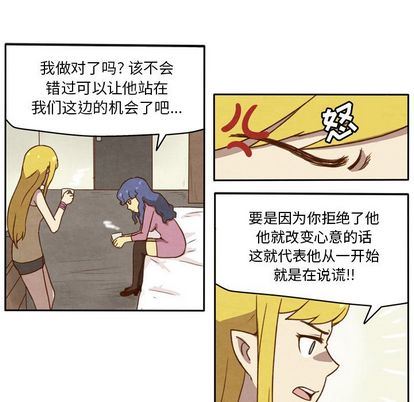 我做对了吗? 该不会
错过可以让他站在
我们这边的机会了吧...
怒
要是因为你拒绝了他
他就改变心意的话
这就代表他从一开始
就是在说谎!!